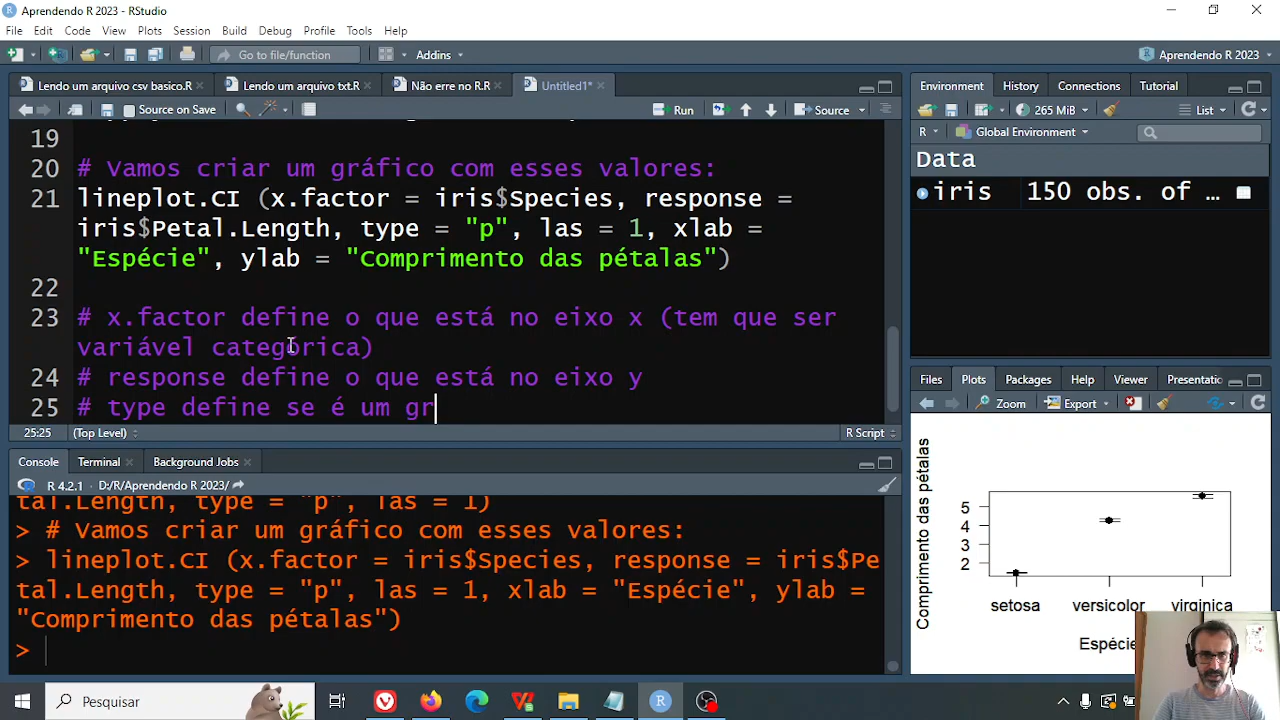 Aprendendo R 2023 - RStudio
File Edit Code View Plots Session Build Debug Profile Tools Help
Go to file/function Addins Aprendendo R 2023
Lendo um arquivo csv basico.R Lendo um arquivo txt.R Não erre no R.R Untitled1*
Source on Save Run Source
19
20 # Vamos criar um gráfico com esses valores:
21 lineplot.CI (x.factor = iris$Species, response =
iris$Petal.Length, type = "p", las = 1, xlab =
"Espécie", ylab = "Comprimento das pétalas")
22
23 # x.factor define o que está no eixo x (tem que ser
variável categórica)
24 # response define o que está no eixo y
25 # type define se é um gr
25:25 (Top Level) R Script
Console Terminal Background Jobs
R 4.2.1 · D:/R/Aprendendo R 2023/
tal.Length, type = "p", las = 1)
> # Vamos criar um gráfico com esses valores:
> lineplot.CI (x.factor = iris$Species, response = iris$Pe
tal.Length, type = "p", las = 1, xlab = "Espécie", ylab =
"Comprimento das pétalas")
>
Environment History Connections Tutorial
265 MiB List
R Global Environment
Data
iris 150 obs. of …
Files Plots Packages Help Viewer Presentatic
Zoom Export
Comprimento das pétalas
5
4
3
2
setosa versicolor virginica
Espécie
Pesquisar